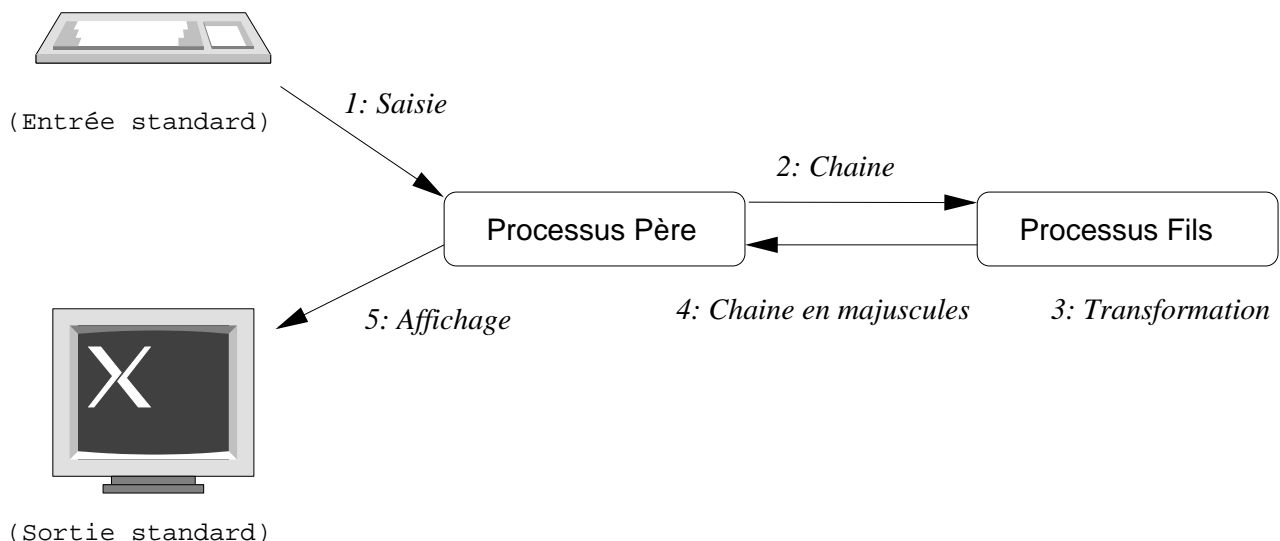 1: Saisie
(Entrée standard)
2: Chaine
Processus Père
Processus Fils
4: Chaine en majuscules
3: Transformation
5: Affichage
X
(Sortie standard)